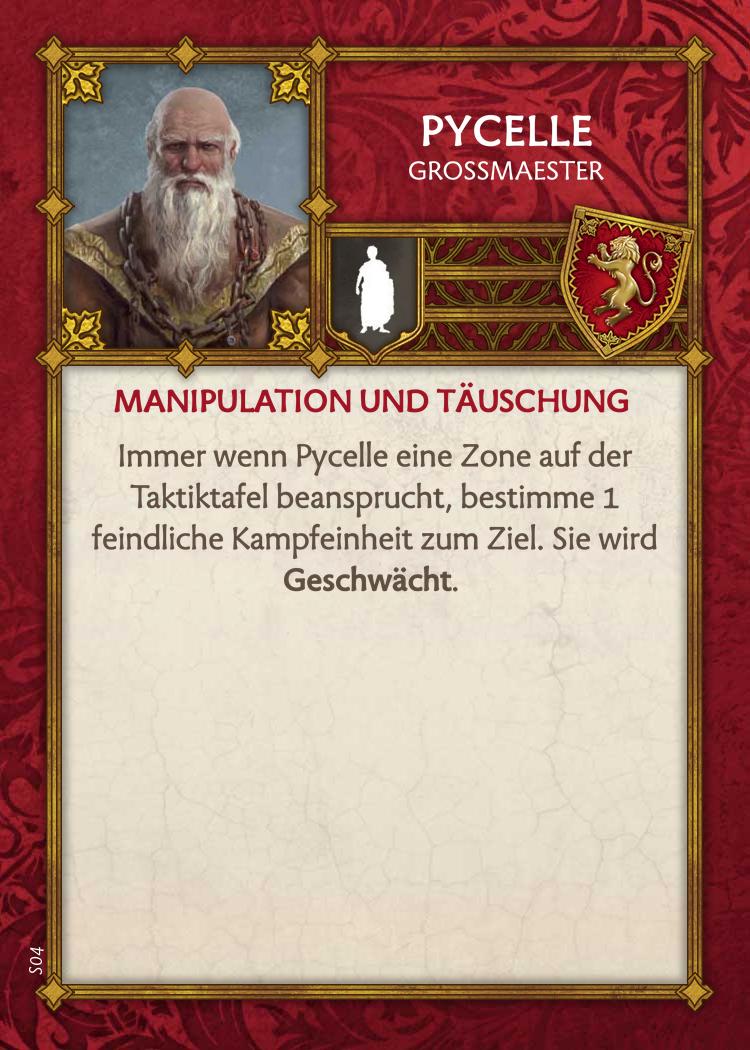 PYCELLE
GROSSMAESTER
MANIPULATION UND TÄUSCHUNG
Immer wenn Pycelle eine Zone auf der
Taktiktafel beansprucht, bestimme 1
feindliche Kampfeinheit zum Ziel. Sie wird
Geschwächt.
S04